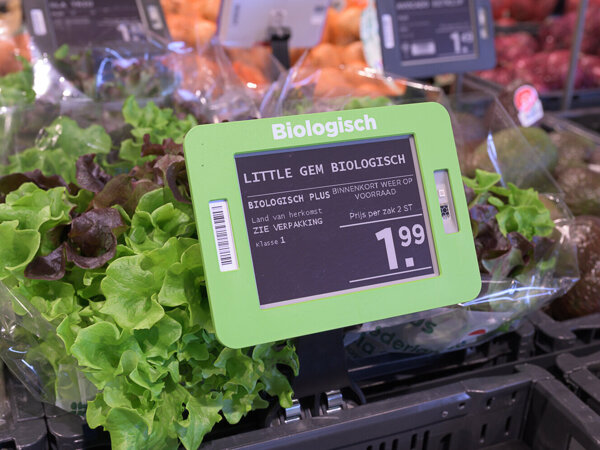 Biologisch
LITTLE GEM BIOLOGISCH
BIOLOGISCH PLUS
BINNENKORT WEER OP
VOORRAAD
Land van herkomst
ZIE VERPAKKING
Klasse 1
Prijs per zak 2 ST
1.99
1.